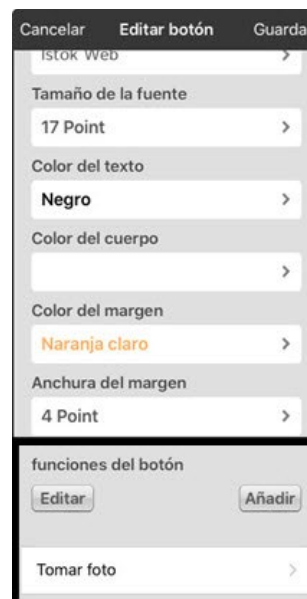 Cancelar Editar botón Guarda
Istok Web
Tamaño de la fuente
17 Point
Color del texto
Negro
Color del cuerpo
Color del margen
Naranja claro
Anchura del margen
4 Point
funciones del botón
Editar Añadir
Tomar foto